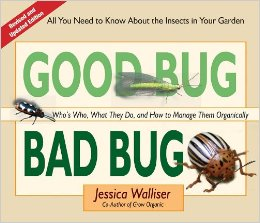 Revised and
Updated Edition
All You Need to Know About the Insects in Your Garden
GOOD BUG
Who's Who, What They Do, and How to Manage Them Organically
BAD BUG
Jessica Walliser
Co-Author of Grow Organic